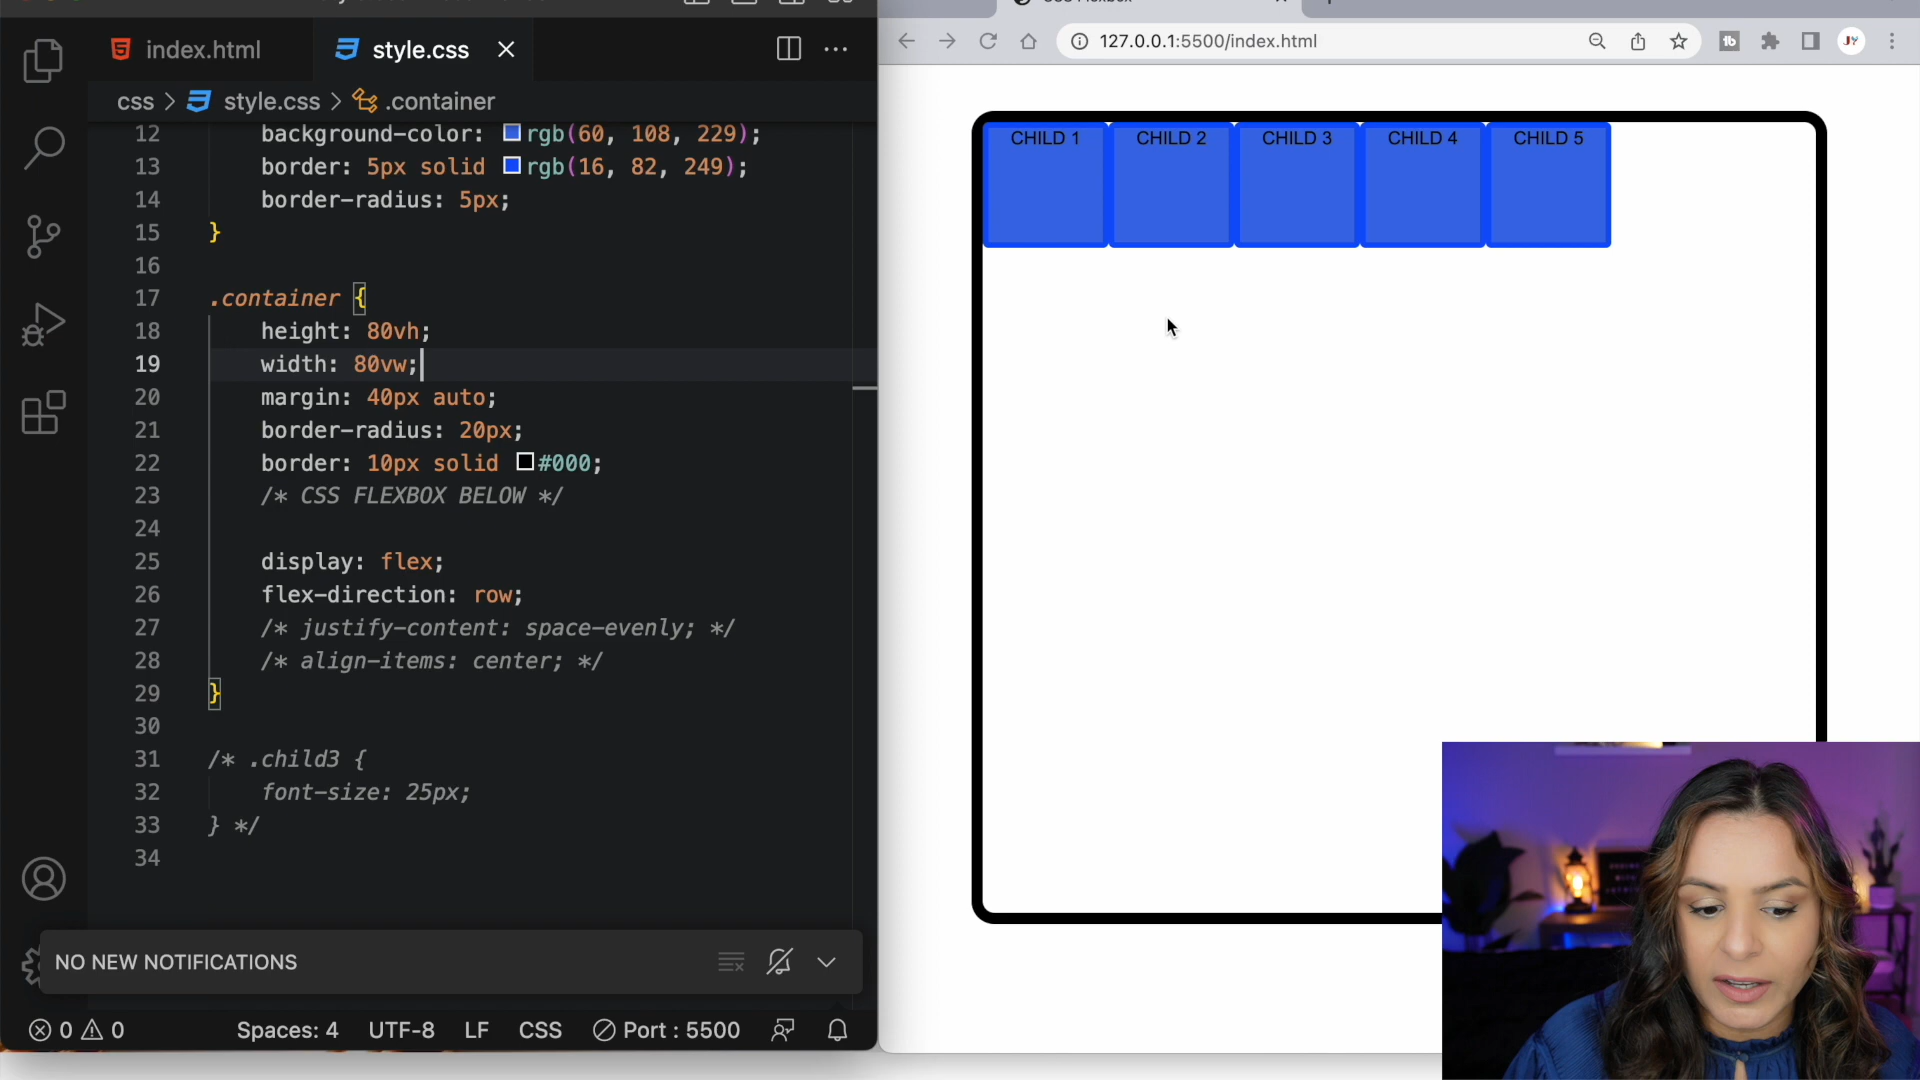 index.html
style.css
css > style.css > .container
12 background-color: rgb(60, 108, 229);
13 border: 5px solid rgb(16, 82, 249);
14 border-radius: 5px;
15 }
16
17 .container {
18 height: 80vh;
19 width: 80vw;
20 margin: 40px auto;
21 border-radius: 20px;
22 border: 10px solid #000;
23 /* CSS FLEXBOX BELOW */
24
25 display: flex;
26 flex-direction: row;
27 /* justify-content: space-evenly; */
28 /* align-items: center; */
29 }
30
31 /* .child3 {
32 font-size: 25px;
33 } */
34
NO NEW NOTIFICATIONS
0 0 Spaces: 4 UTF-8 LF CSS Port : 5500
127.0.0.1:5500/index.html
tb
JY
CHILD 1 CHILD 2 CHILD 3 CHILD 4 CHILD 5